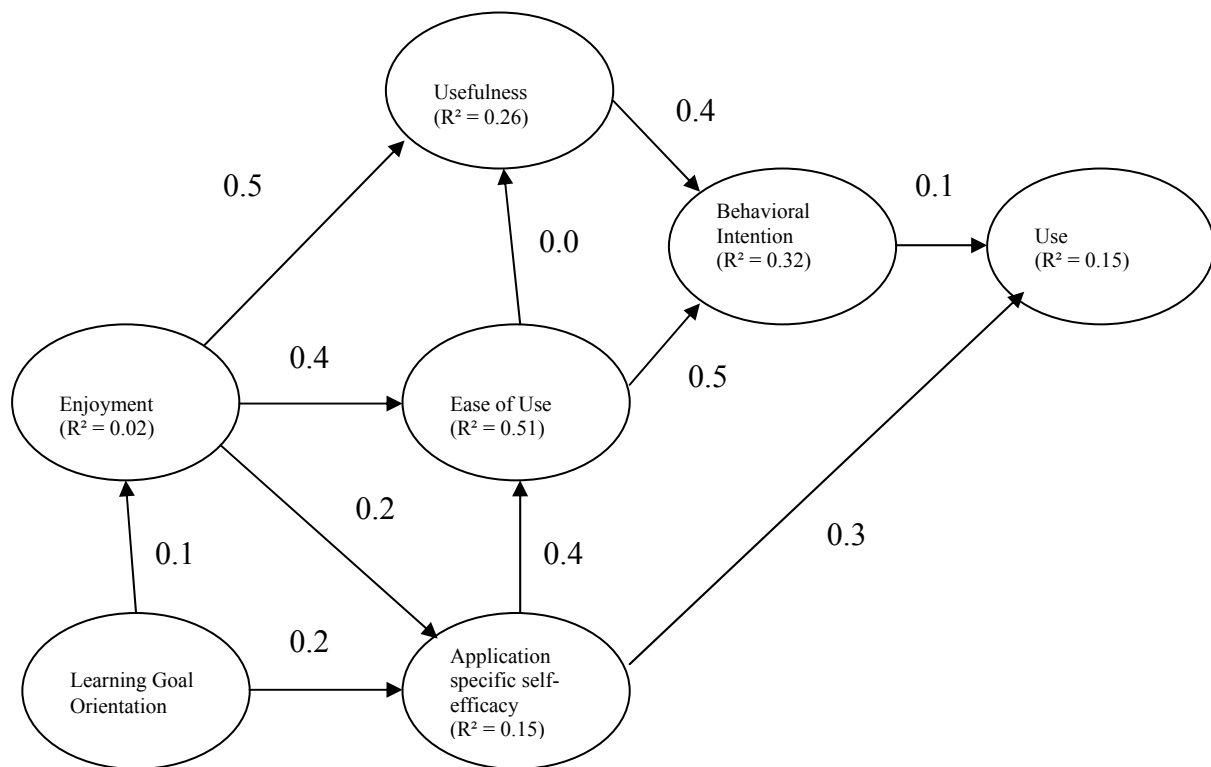 Usefulness
(R² = 0.26)
0.4
0.5
Behavioral
Intention
(R² = 0.32)
0.1
Use
(R² = 0.15)
0.0
0.4
0.5
Enjoyment
(R² = 0.02)
Ease of Use
(R² = 0.51)
0.2
0.3
0.1
0.4
0.2
Learning Goal
Orientation
Application
specific self-
efficacy
(R² = 0.15)